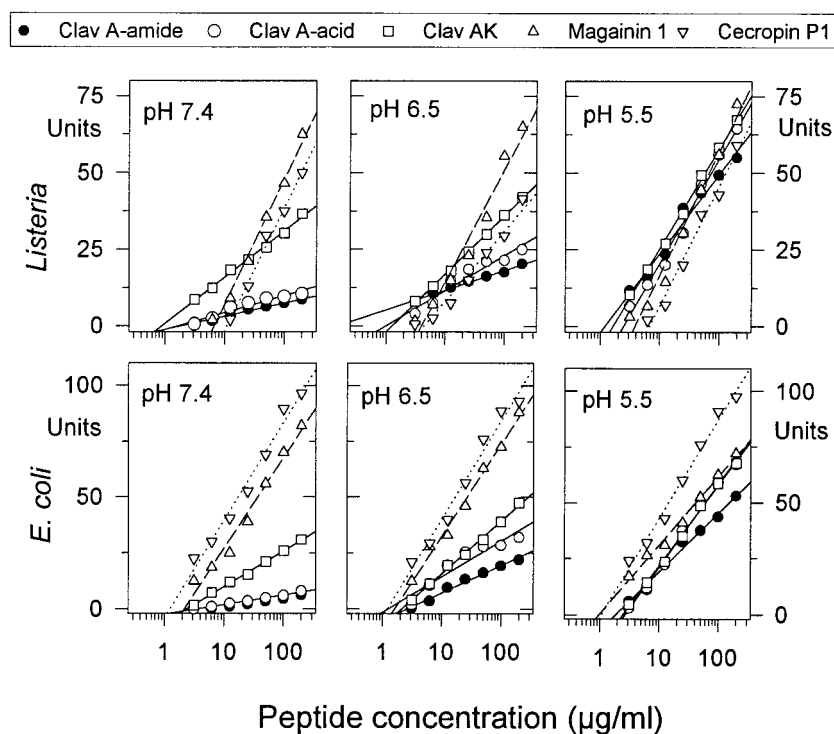 ● Clav A-amide ○ Clav A-acid □ Clav AK △ Magainin 1 ▽ Cecropin P1
75
Units
50
25
0
Listeria
pH 7.4
pH 6.5
pH 5.5
75
Units
50
25
0
100
Units
50
0
E. coli
pH 7.4
pH 6.5
pH 5.5
100
Units
50
0
1 10 100
1 10 100
1 10 100
Peptide concentration (µg/ml)